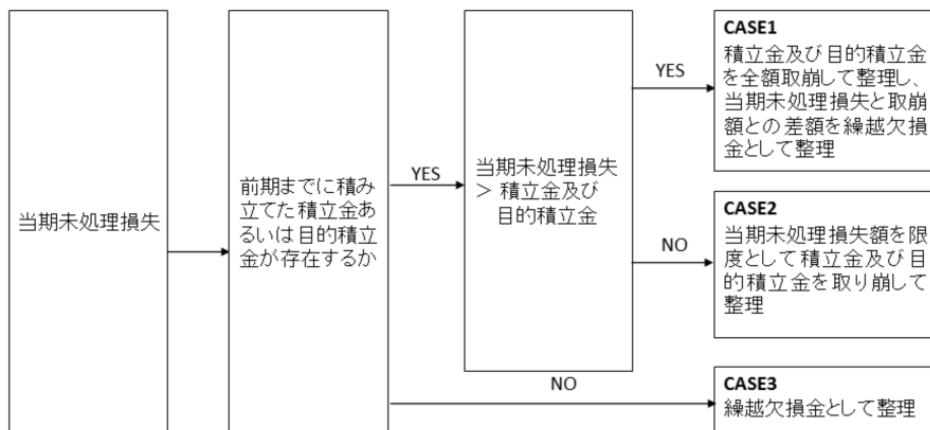 当期未処理損失
前期までに積み
立てた積立金あ
るいは目的積立
金が存在するか
YES
NO
当期未処理損失
＞ 積立金及び
目的積立金
YES
NO
CASE1
積立金及び目的積立金
を全額取崩して整理し、
当期未処理損失と取崩
額との差額を繰越欠損
金として整理
CASE2
当期未処理損失額を限
度として積立金及び目
的積立金を取り崩して
整理
CASE3
繰越欠損金として整理